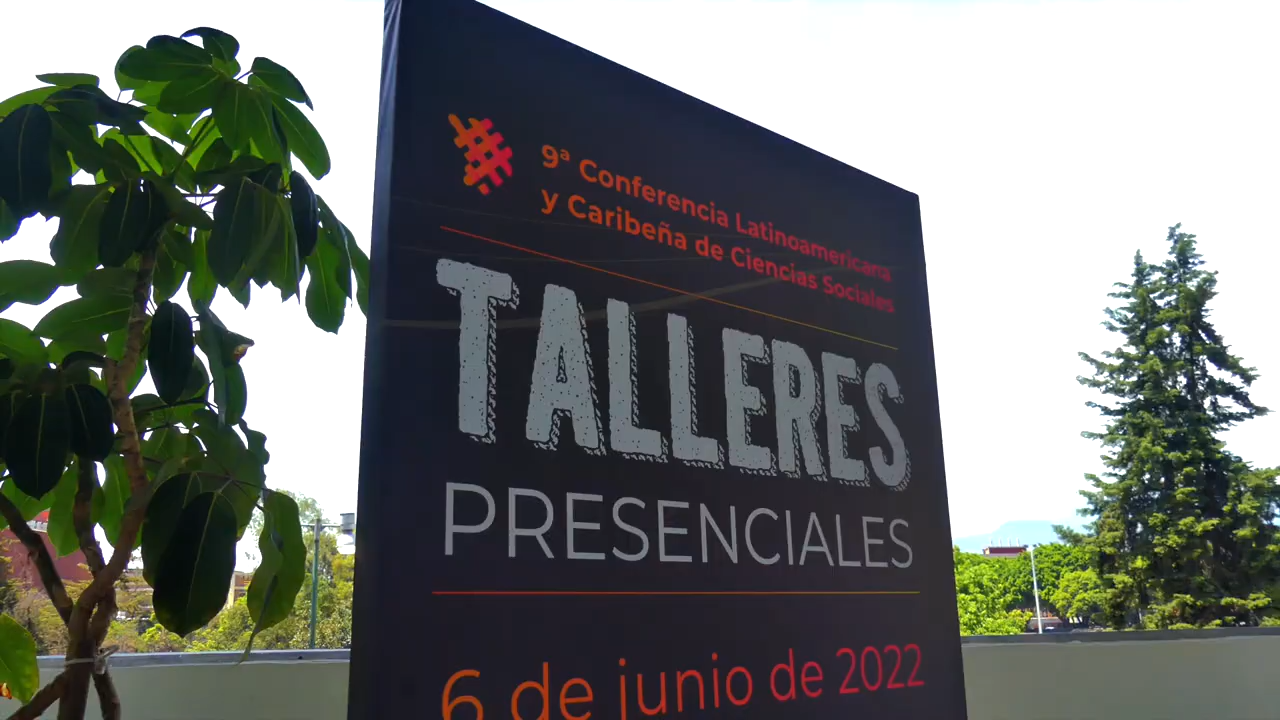 9ª Conferencia Latinoamericana
y Caribeña de Ciencias Sociales
TALLERES
PRESENCIALES
6 de junio de 2022